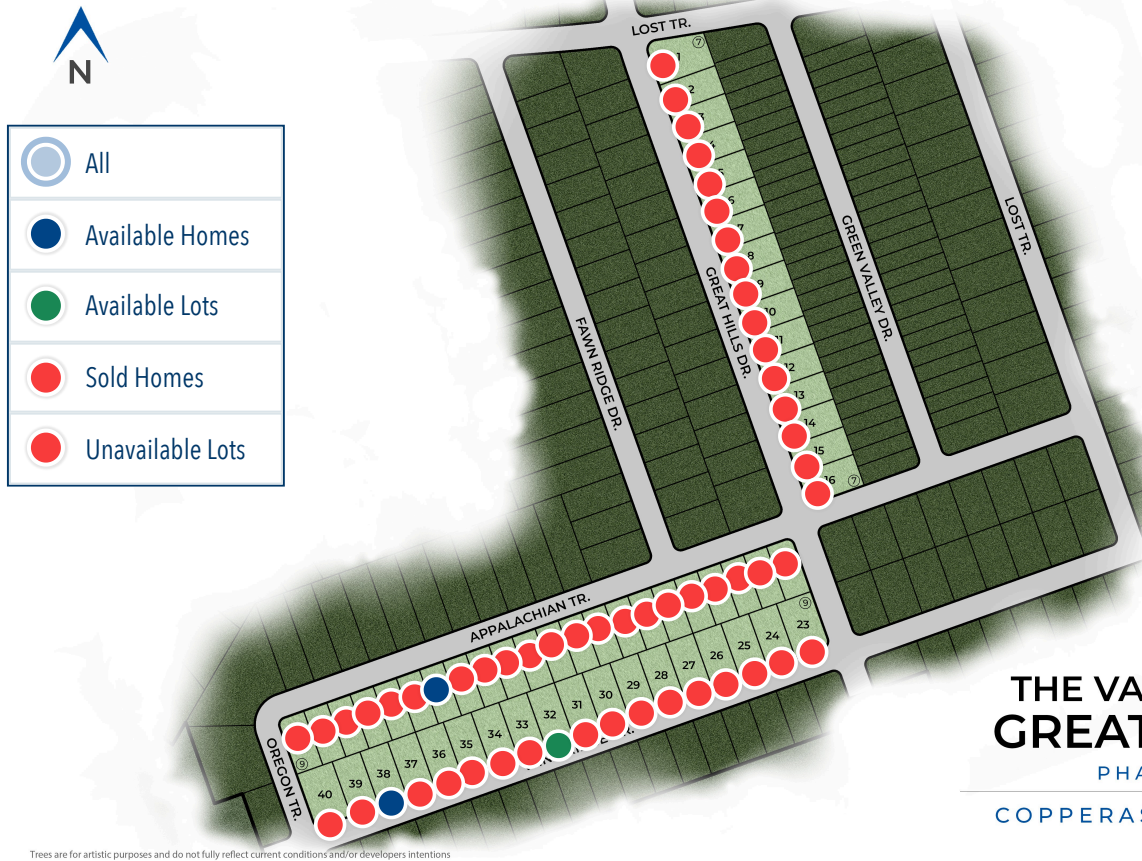 LOST TR.
N
All
Available Homes
Available Lots
Sold Homes
Unavailable Lots
7
2
8
10
12
13
14
15
16
7
LOST TR.
GREEN VALLEY DR.
GREAT HILLS DR.
FAWN RIDGE DR.
APPALACHIAN TR.
OREGON TR.
9
23
24
25
26
27
28
29
30
31
32
33
34
35
36
37
38
39
40
9
THE VA
GREAT
PHA
COPPERAS
Trees are for artistic purposes and do not fully reflect current conditions and/or developers intentions